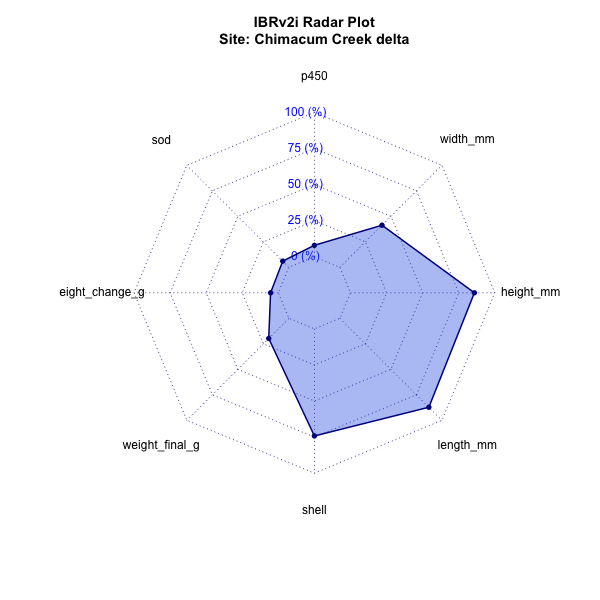 IBRv2i Radar Plot
Site: Chimacum Creek delta
p450
100 (%)
sod
width_mm
75 (%)
50 (%)
25 (%)
0 (%)
eight_change_g
height_mm
weight_final_g
length_mm
shell